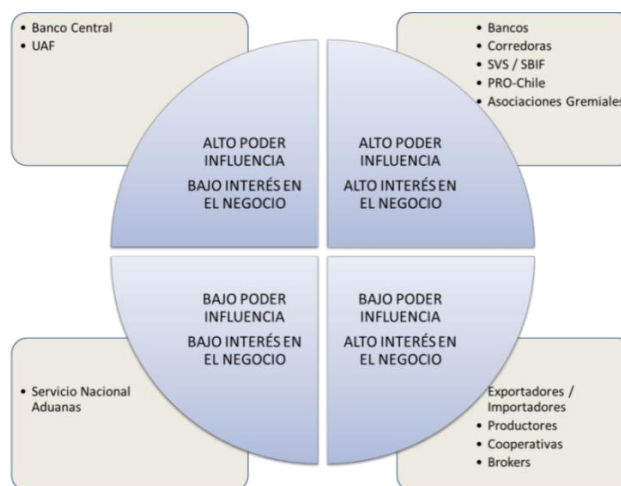 • Banco Central
• UAF
• Bancos
• Corredoras
• SVS / SBIF
• PRO-Chile
• Asociaciones Gremiales
ALTO PODER
INFLUENCIA
BAJO INTERÉS EN
EL NEGOCIO
ALTO PODER
INFLUENCIA
ALTO INTERÉS EN
EL NEGOCIO
BAJO PODER
INFLUENCIA
BAJO INTERÉS EN
EL NEGOCIO
BAJO PODER
INFLUENCIA
ALTO INTERÉS EN
EL NEGOCIO
• Servicio Nacional
Aduanas
Exportadores /
Importadores
• Productores
• Cooperativas
• Brokers